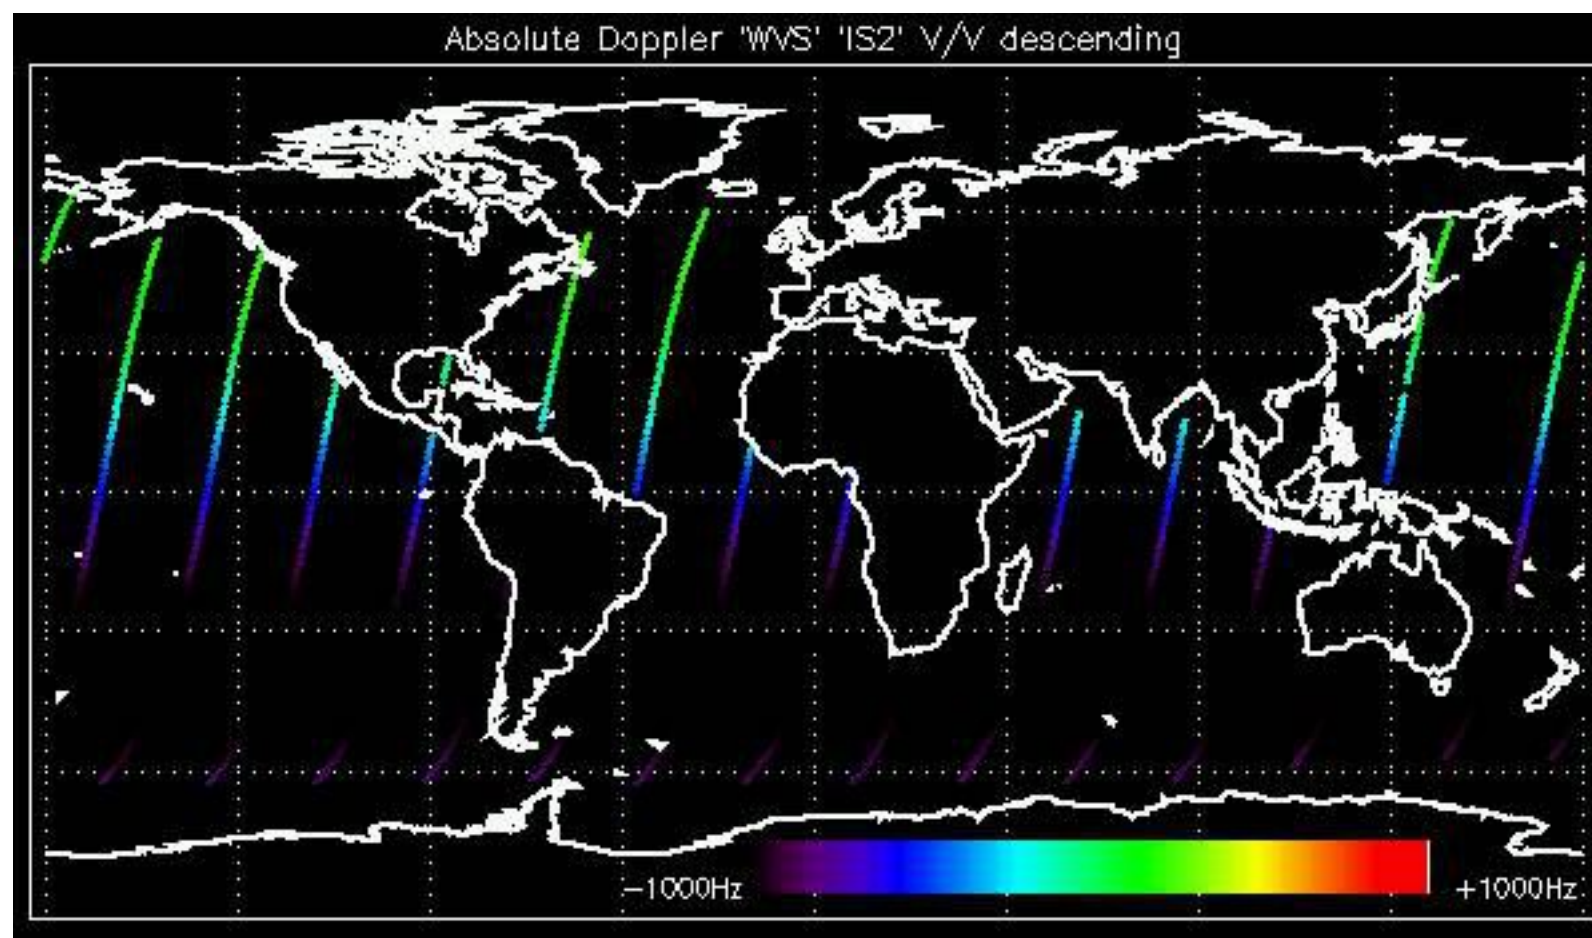 Absolute Doppler 'WVS' 'IS2' V/V descending
-1000Hz +1000Hz